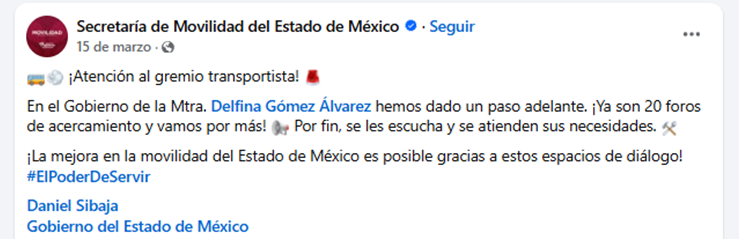 MOVILIDAD
Secretaría de Movilidad del Estado de México · Seguir
15 de marzo ·
¡Atención al gremio transportista!
En el Gobierno de la Mtra. Delfina Gómez Álvarez hemos dado un paso adelante. ¡Ya son 20 foros
de acercamiento y vamos por más! Por fin, se les escucha y se atienden sus necesidades.
¡La mejora en la movilidad del Estado de México es posible gracias a estos espacios de diálogo!
#ElPoderDeServir
Daniel Sibaja
Gobierno del Estado de México